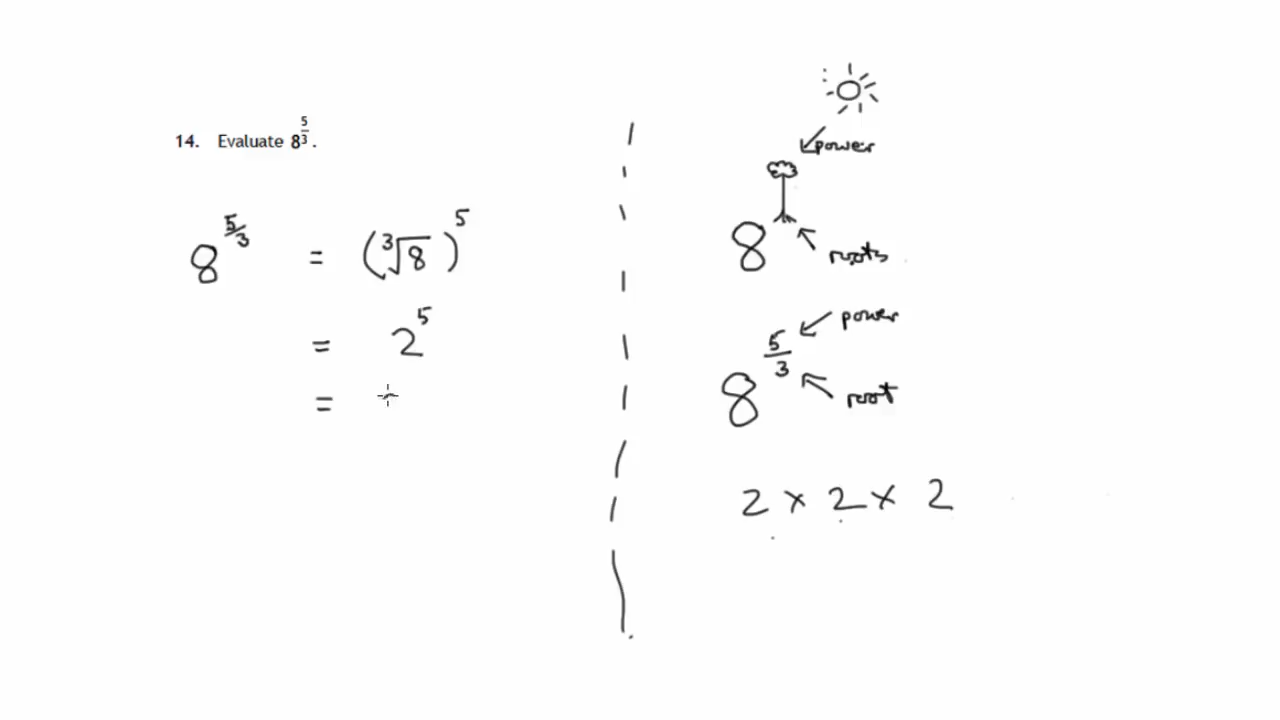 14. Evaluate 8^(5/3).
8^(5/3) = (∛8)^5
= 2^5
=
power
8
roots
8^(5/3)
power
root
2 × 2 × 2